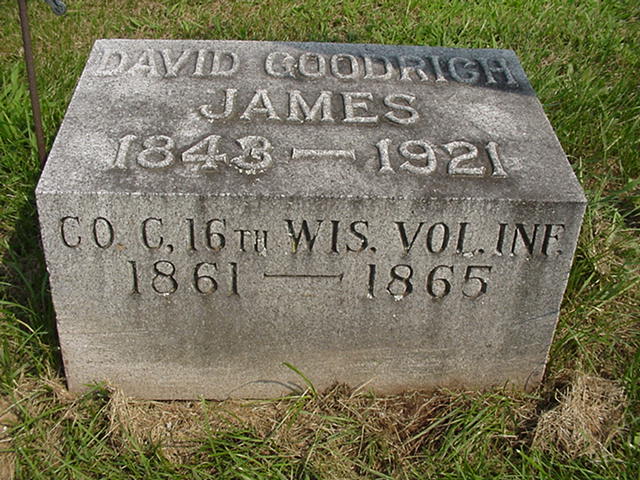 DAVID GOODRICH
JAMES
1843 — 1921
CO. C, 16TH WIS. VOL. INF.
1861 — 1865